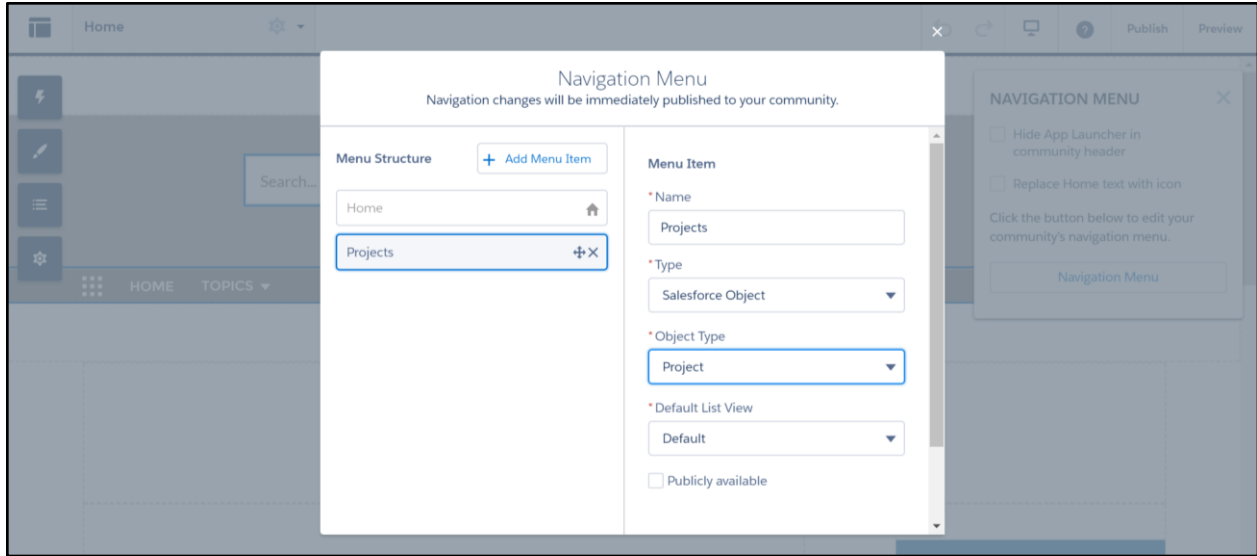 Home
Publish
Preview
Navigation Menu
Navigation changes will be immediately published to your community.
Menu Structure
+ Add Menu Item
Home
Projects
Menu Item
*Name
Projects
*Type
Salesforce Object
*Object Type
Project
*Default List View
Default
Publicly available
Search...
HOME TOPICS
NAVIGATION MENU
Hide App Launcher in
community header
Replace Home text with icon
Click the button below to edit your
community's navigation menu.
Navigation Menu